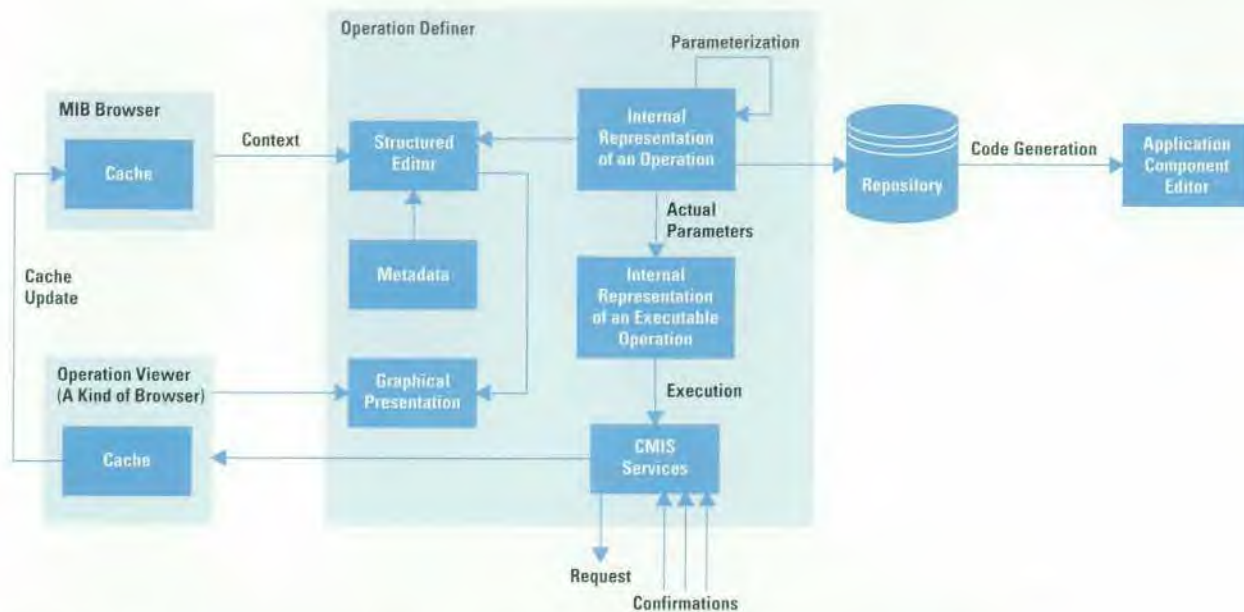 Operation Definer
Parameterization
MIB Browser
Cache
Context
Structured
Editor
Internal
Representation
of an Operation
Repository
Code Generation
Application
Component
Editor
Actual
Parameters
Metadata
Internal
Representation
of an Executable
Operation
Cache
Update
Operation Viewer
(A Kind of Browser)
Cache
Graphical
Presentation
Execution
CMIS
Services
Request
Confirmations